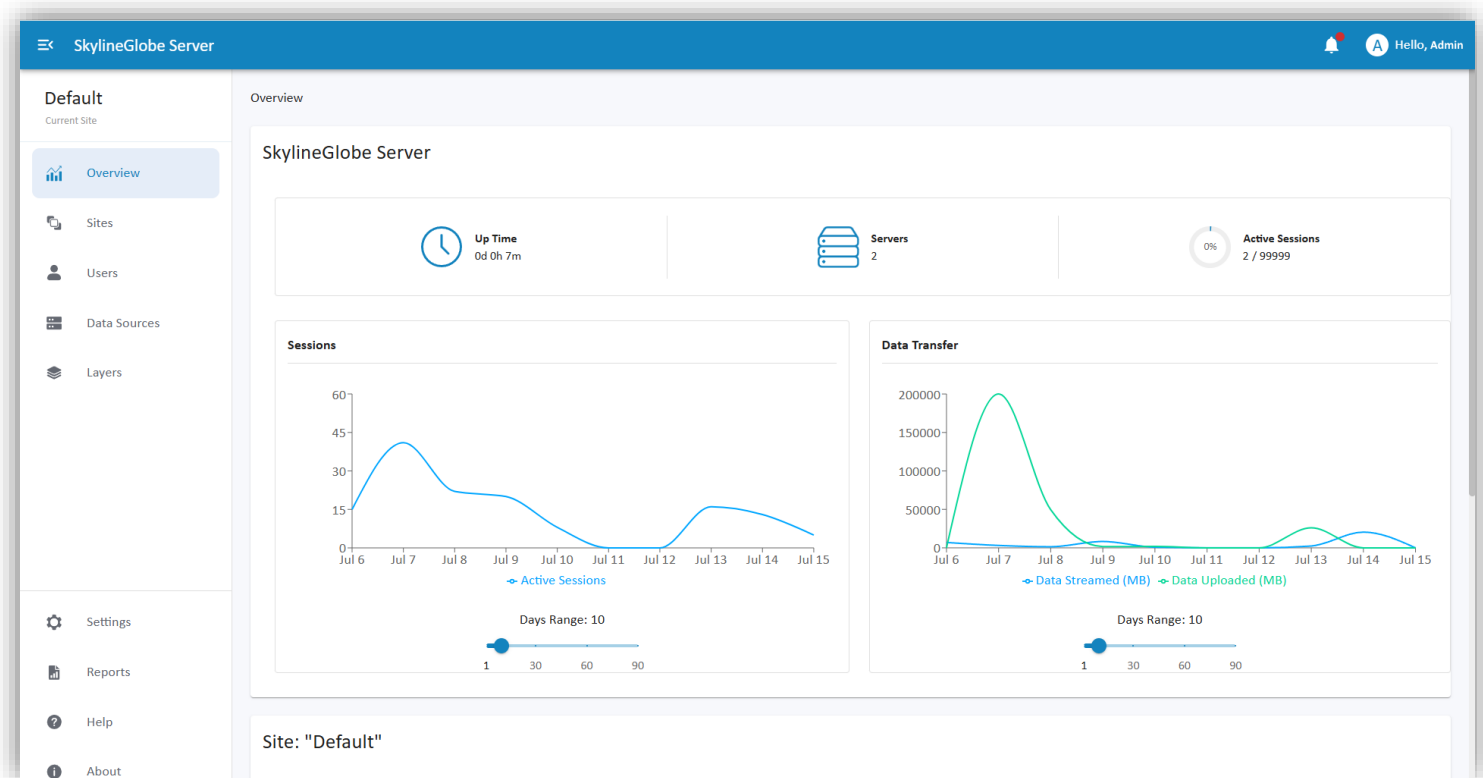 SkylineGlobe Server
A Hello, Admin
Default
Current Site
Overview
Sites
Users
Data Sources
Layers
Settings
Reports
Help
About
Overview
SkylineGlobe Server
Up Time
0d 0h 7m
Servers
2
0%
Active Sessions
2 / 99999
Sessions
60
45
30
15
0
Jul 6 Jul 7 Jul 8 Jul 9 Jul 10 Jul 11 Jul 12 Jul 13 Jul 14 Jul 15
Active Sessions
Days Range: 10
1 30 60 90
Data Transfer
200000
150000
100000
50000
0
Jul 6 Jul 7 Jul 8 Jul 9 Jul 10 Jul 11 Jul 12 Jul 13 Jul 14 Jul 15
Data Streamed (MB) Data Uploaded (MB)
Days Range: 10
1 30 60 90
Site: "Default"